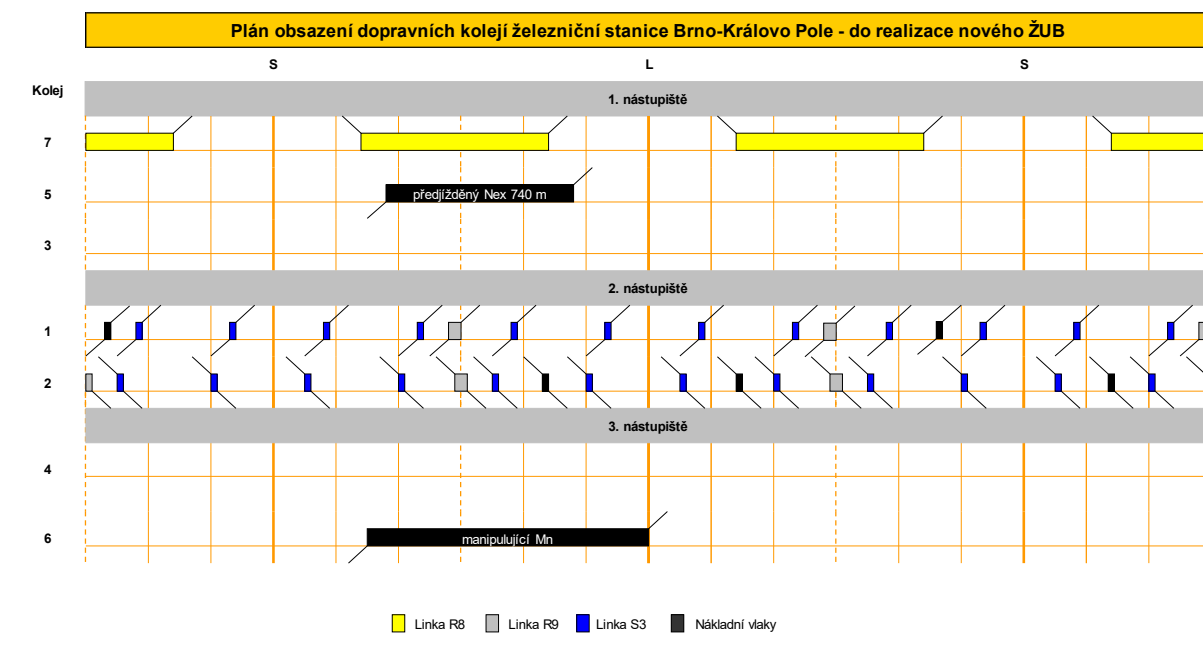 Plán obsazení dopravních kolejí železniční stanice Brno-Královo Pole - do realizace nového ŽUB
S L S
Kolej
1. nástupiště
7
5 předjížděný Nex 740 m
3
2. nástupiště
1
2
3. nástupiště
4
6 manipulující Mn
Linka R8 Linka R9 Linka S3 Nákladní vlaky